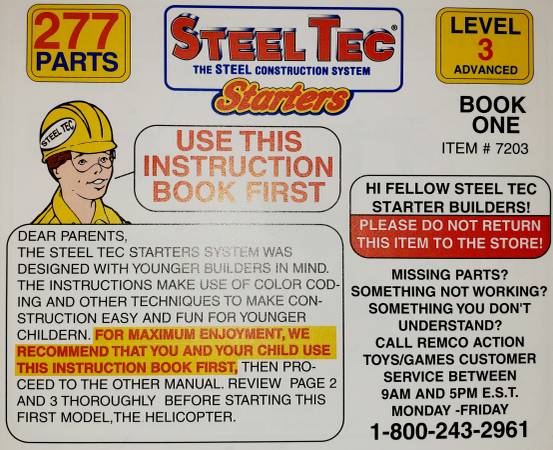 277
PARTS
STEEL TEC®
THE STEEL CONSTRUCTION SYSTEM
Starters
LEVEL
3
ADVANCED
BOOK
ONE
ITEM # 7203
STEEL TEC
USE THIS
INSTRUCTION
BOOK FIRST
DEAR PARENTS,
THE STEEL TEC STARTERS SYSTEM WAS
DESIGNED WITH YOUNGER BUILDERS IN MIND.
THE INSTRUCTIONS MAKE USE OF COLOR COD-
ING AND OTHER TECHNIQUES TO MAKE CON-
STRUCTION EASY AND FUN FOR YOUNGER
CHILDERN. FOR MAXIMUM ENJOYMENT, WE
RECOMMEND THAT YOU AND YOUR CHILD USE
THIS INSTRUCTION BOOK FIRST, THEN PRO-
CEED TO THE OTHER MANUAL. REVIEW PAGE 2
AND 3 THOROUGHLY BEFORE STARTING THIS
FIRST MODEL,THE HELICOPTER.
HI FELLOW STEEL TEC
STARTER BUILDERS!
PLEASE DO NOT RETURN
THIS ITEM TO THE STORE!
MISSING PARTS?
SOMETHING NOT WORKING?
SOMETHING YOU DON'T
UNDERSTAND?
CALL REMCO ACTION
TOYS/GAMES CUSTOMER
SERVICE BETWEEN
9AM AND 5PM E.S.T.
MONDAY -FRIDAY
1-800-243-2961